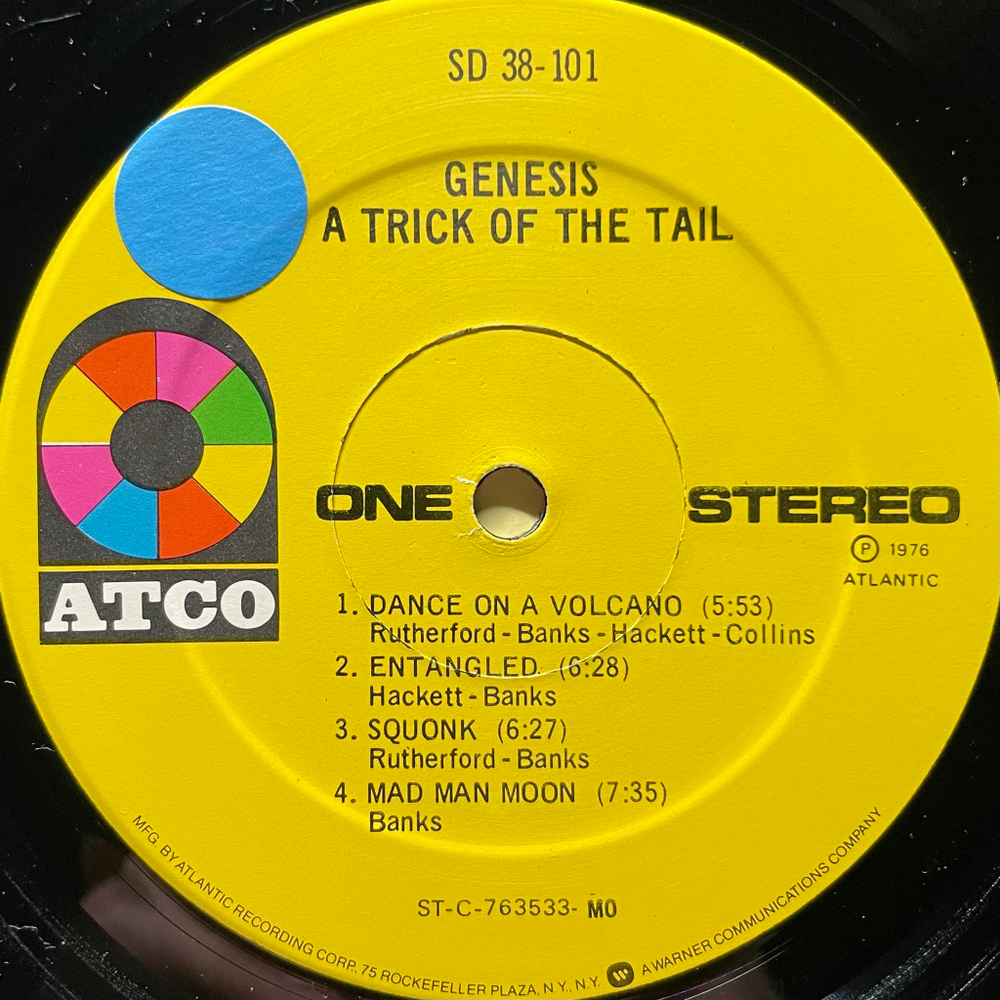 SD 38-101
GENESIS
A TRICK OF THE TAIL
ATCO
ONE
STEREO
Ⓟ 1976
ATLANTIC
1. DANCE ON A VOLCANO (5:53)
Rutherford - Banks - Hackett - Collins
2. ENTANGLED (6:28)
Hackett - Banks
3. SQUONK (6:27)
Rutherford - Banks
4. MAD MAN MOON (7:35)
Banks
ST-C-763533- MO
MFG. BY ATLANTIC RECORDING CORP., 75 ROCKEFELLER PLAZA, N.Y., N.Y. W A WARNER COMMUNICATIONS COMPANY